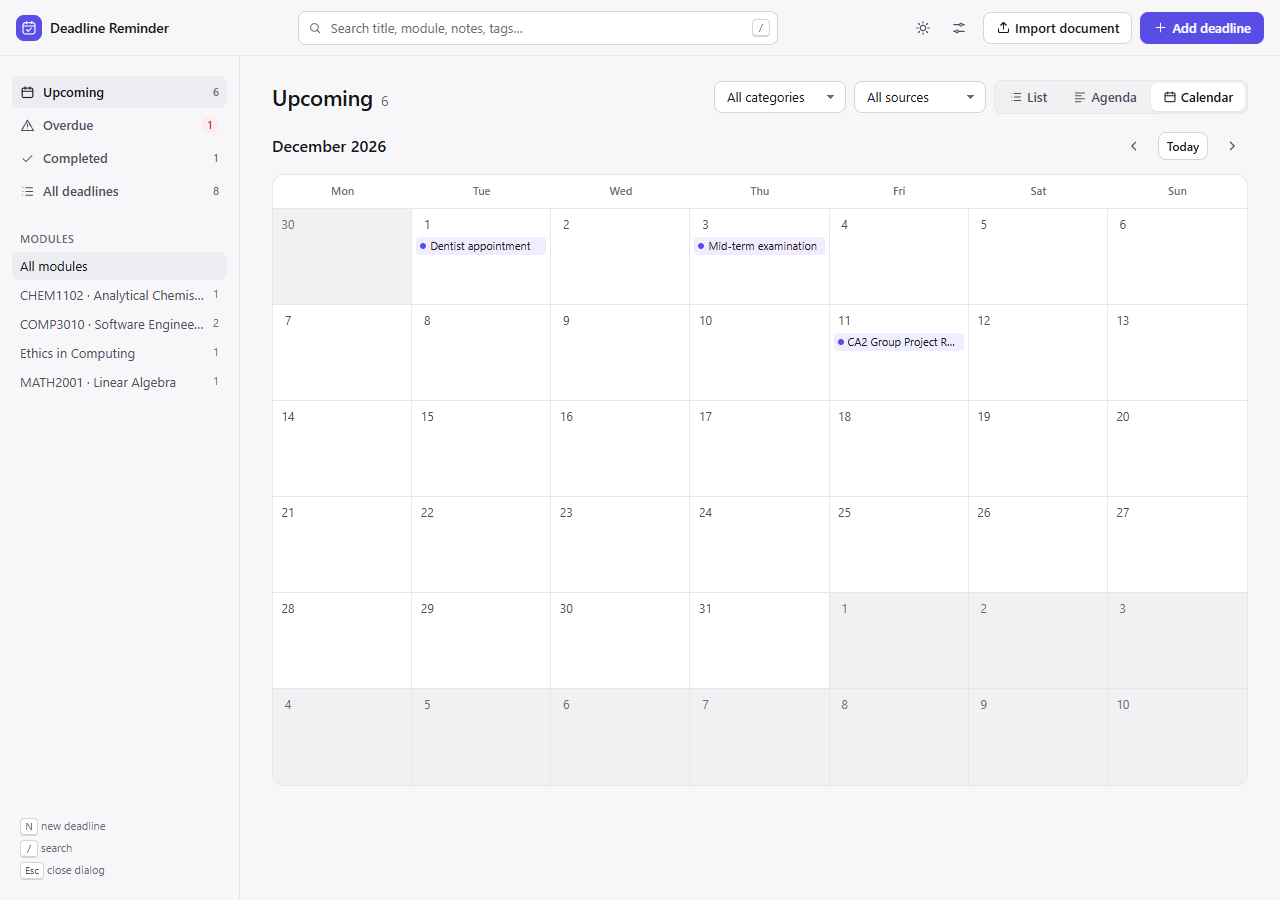 Deadline Reminder
Search title, module, notes, tags... /
Import document
Add deadline
Upcoming 6
Overdue 1
Completed 1
All deadlines 8
MODULES
All modules
CHEM1102 · Analytical Chemis... 1
COMP3010 · Software Enginee... 2
Ethics in Computing 1
MATH2001 · Linear Algebra 1
N new deadline
/ search
Esc close dialog
Upcoming 6
All categories
All sources
List
Agenda
Calendar
December 2026
Today
Mon Tue Wed Thu Fri Sat Sun
30 1 2 3 4 5 6
Dentist appointment
Mid-term examination
7 8 9 10 11 12 13
CA2 Group Project R...
14 15 16 17 18 19 20
21 22 23 24 25 26 27
28 29 30 31 1 2 3
4 5 6 7 8 9 10